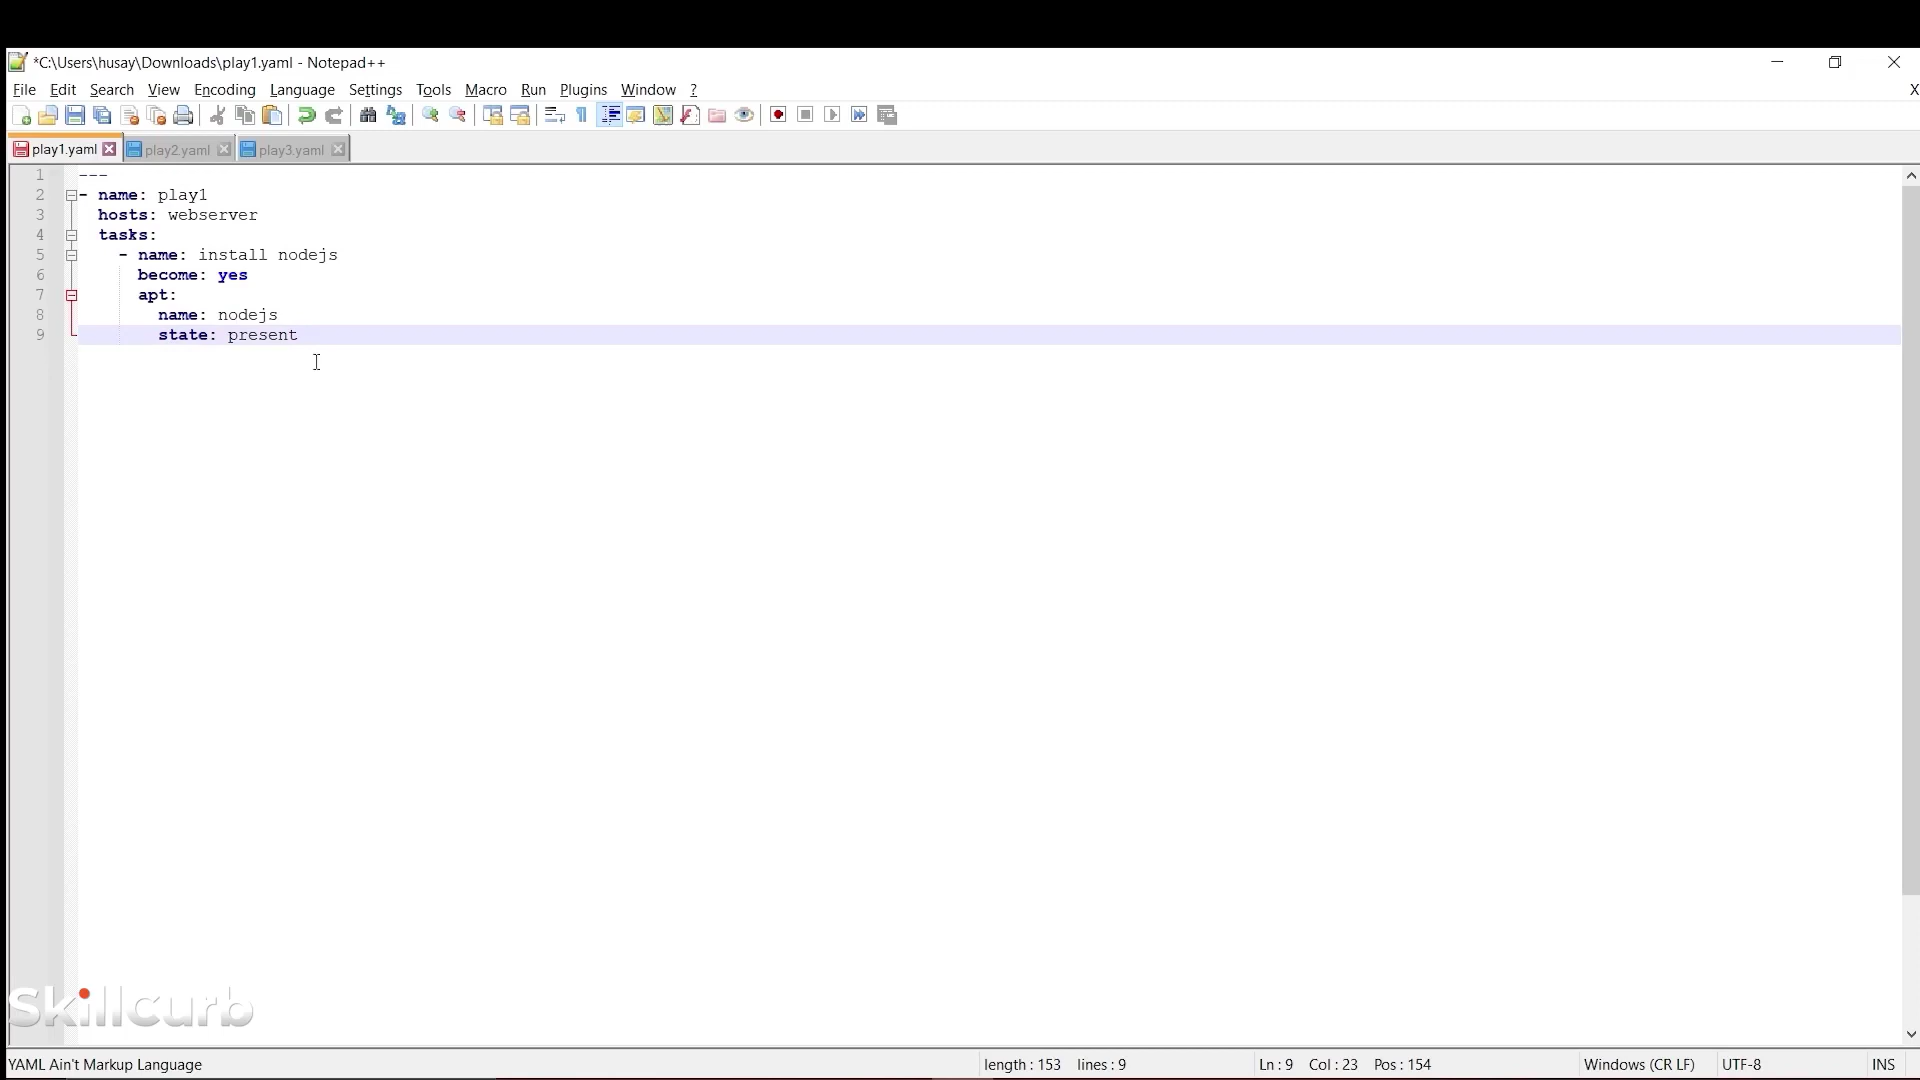 *C:\Users\husay\Downloads\play1.yaml - Notepad++
File Edit Search View Encoding Language Settings Tools Macro Run Plugins Window ? X
play1.yaml play2.yaml play3.yaml
1 ---
2 - name: play1
3 hosts: webserver
4 tasks:
5 - name: install nodejs
6 become: yes
7 apt:
8 name: nodejs
9 state: present
Skillcurb
YAML Ain't Markup Language length : 153 lines : 9 Ln : 9 Col : 23 Pos : 154 Windows (CR LF) UTF-8 INS